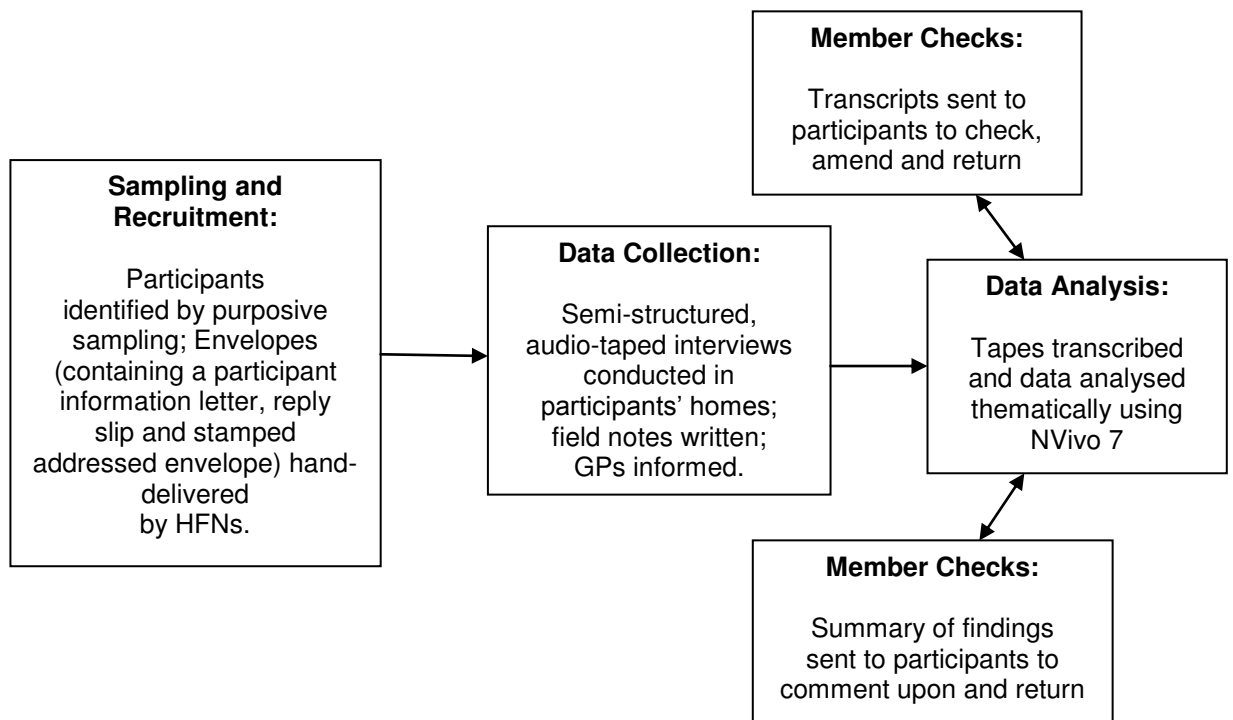 Sampling and
Recruitment:
Participants
identified by purposive
sampling; Envelopes
(containing a participant
information letter, reply
slip and stamped
addressed envelope) hand-
delivered
by HFNs.
Data Collection:
Semi-structured,
audio-taped interviews
conducted in
participants’ homes;
field notes written;
GPs informed.
Member Checks:
Transcripts sent to
participants to check,
amend and return
Data Analysis:
Tapes transcribed
and data analysed
thematically using
NVivo 7
Member Checks:
Summary of findings
sent to participants to
comment upon and return